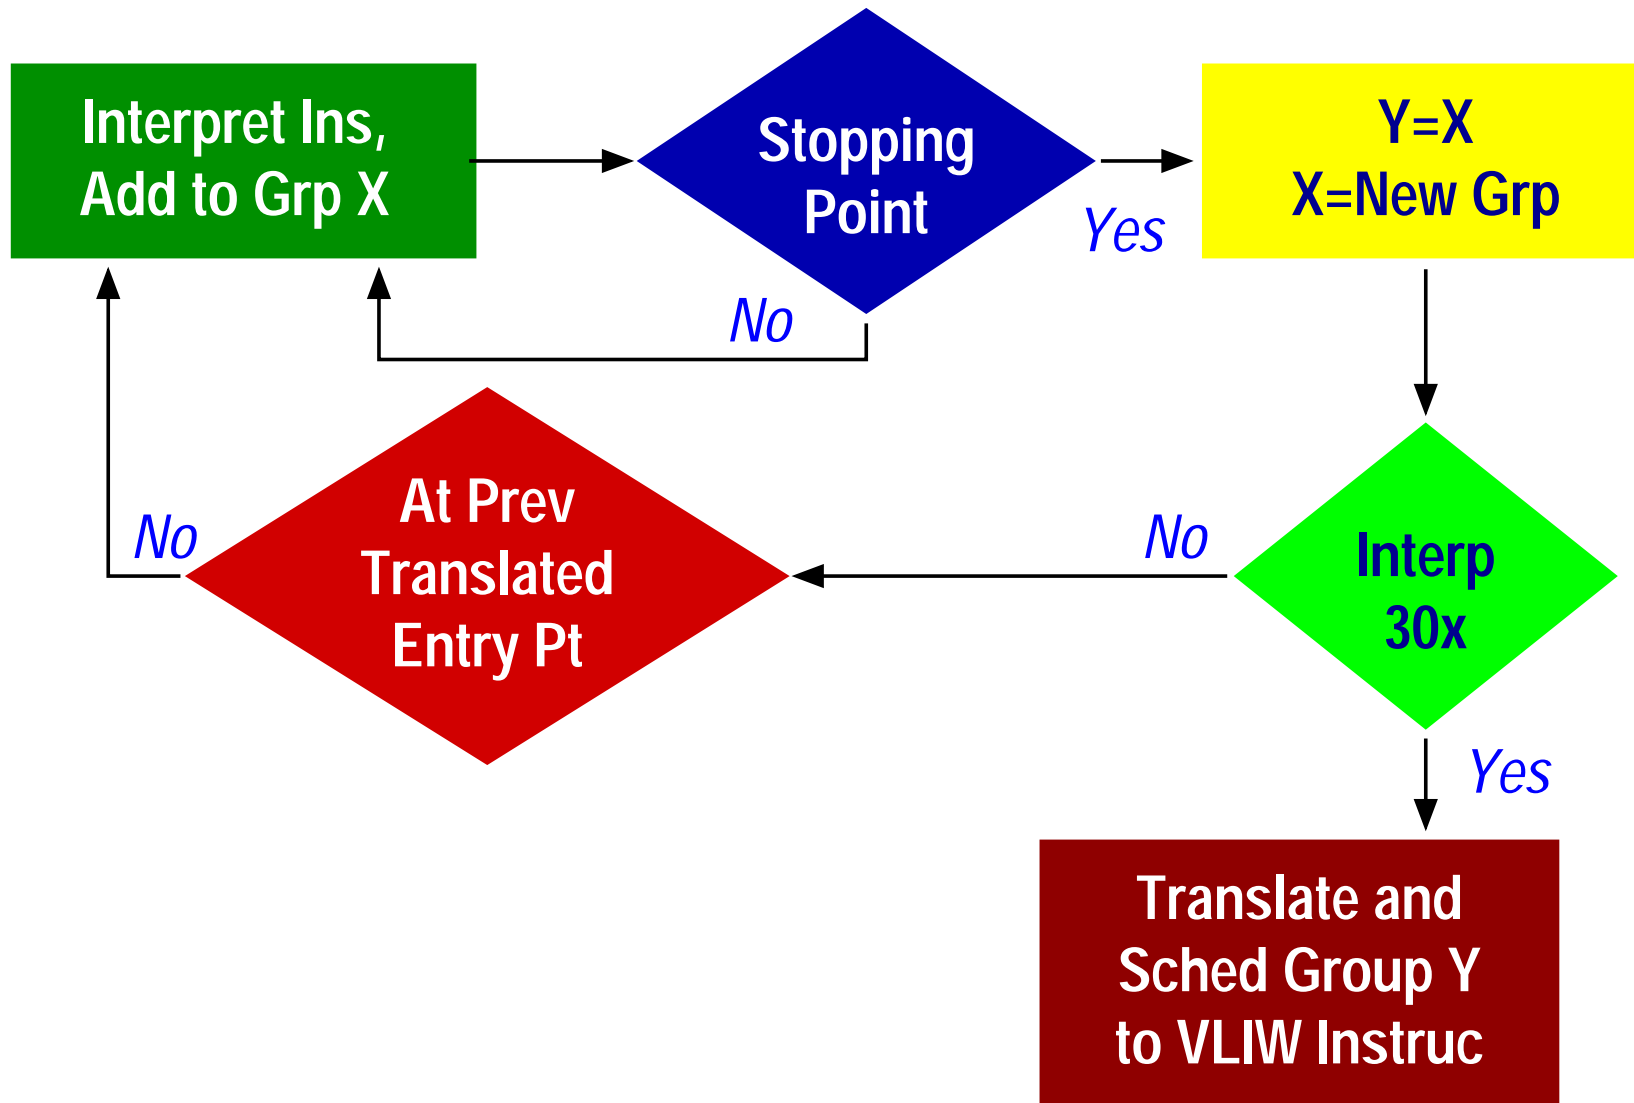 Interpret Ins,
Add to Grp X
Stopping
Point
Yes
Y=X
X=New Grp
No
At Prev
Translated
Entry Pt
No
No
Interp
30x
Yes
Translate and
Sched Group Y
to VLIW Instruc